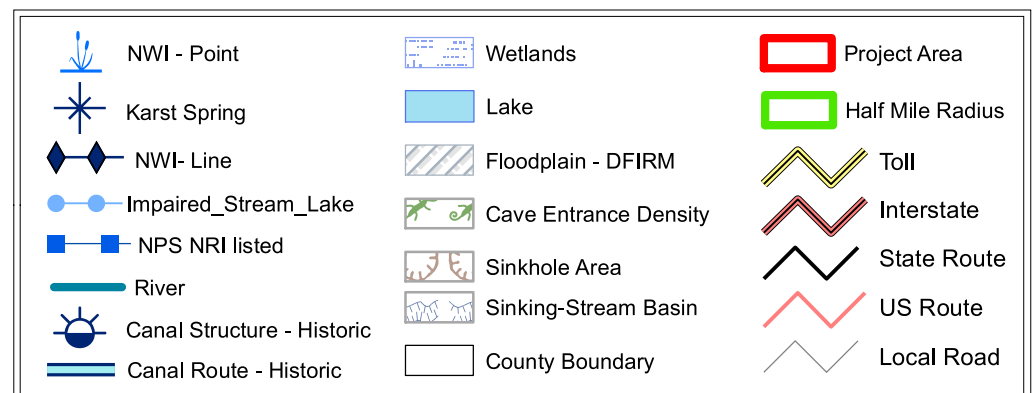 NWI - Point
Karst Spring
NWI- Line
Impaired_Stream_Lake
NPS NRI listed
River
Canal Structure - Historic
Canal Route - Historic
Wetlands
Lake
Floodplain - DFIRM
Cave Entrance Density
Sinkhole Area
Sinking-Stream Basin
County Boundary
Project Area
Half Mile Radius
Toll
Interstate
State Route
US Route
Local Road